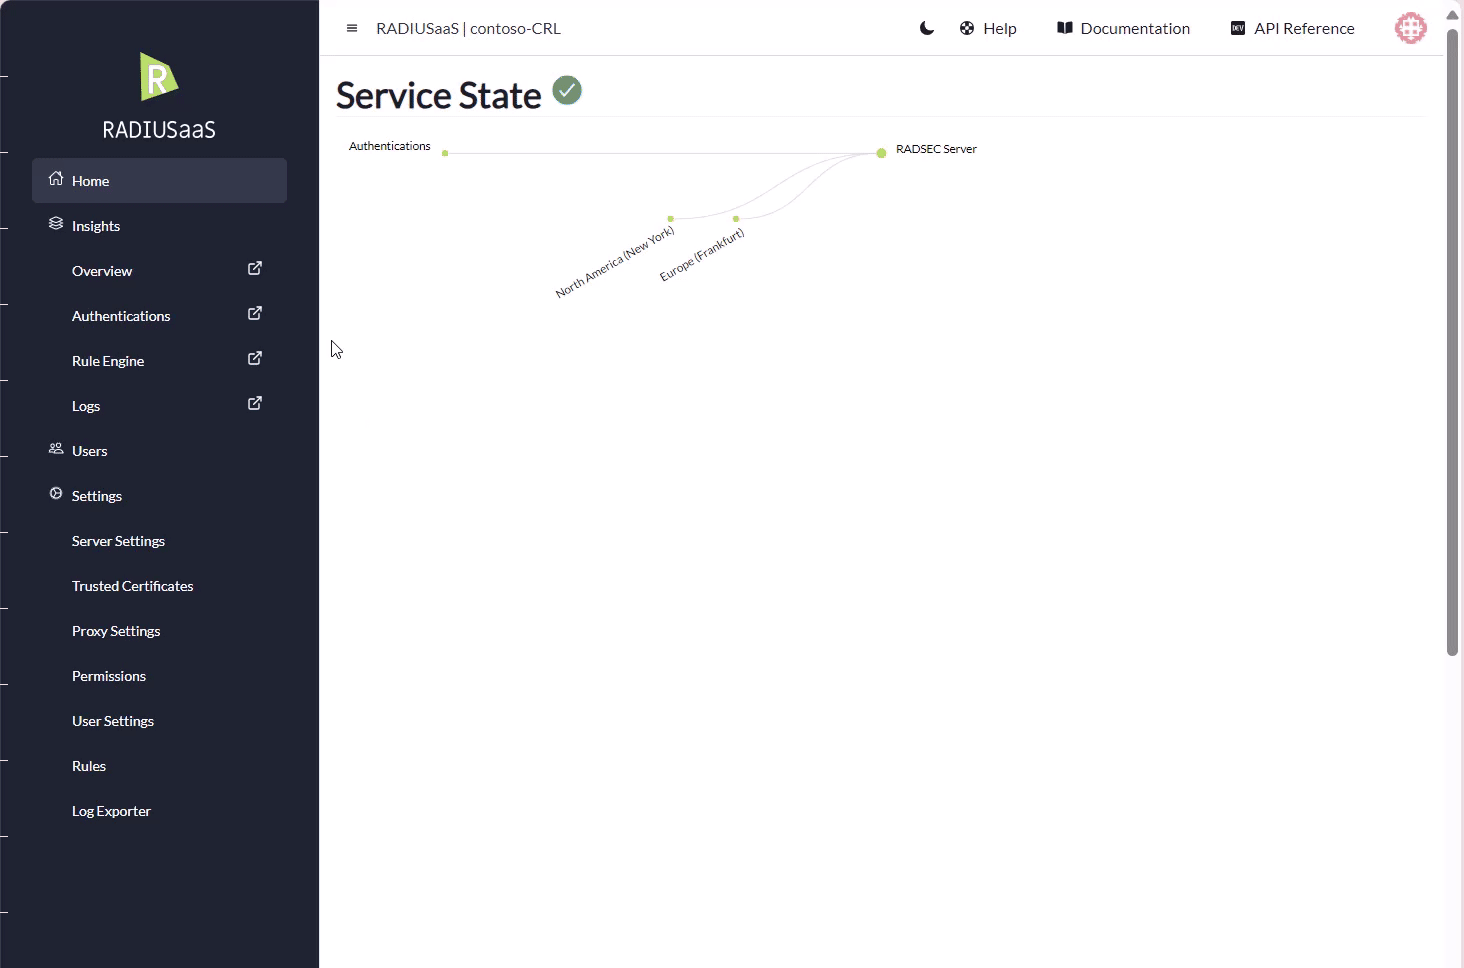 RADIUSaaS | contoso-CRL
Help
Documentation
DEV
API Reference
R
RADIUSaaS
Home
Insights
Overview
Authentications
Rule Engine
Logs
Users
Settings
Server Settings
Trusted Certificates
Proxy Settings
Permissions
User Settings
Rules
Log Exporter
Service State
Authentications
RADSEC Server
North America (New York)
Europe (Frankfurt)